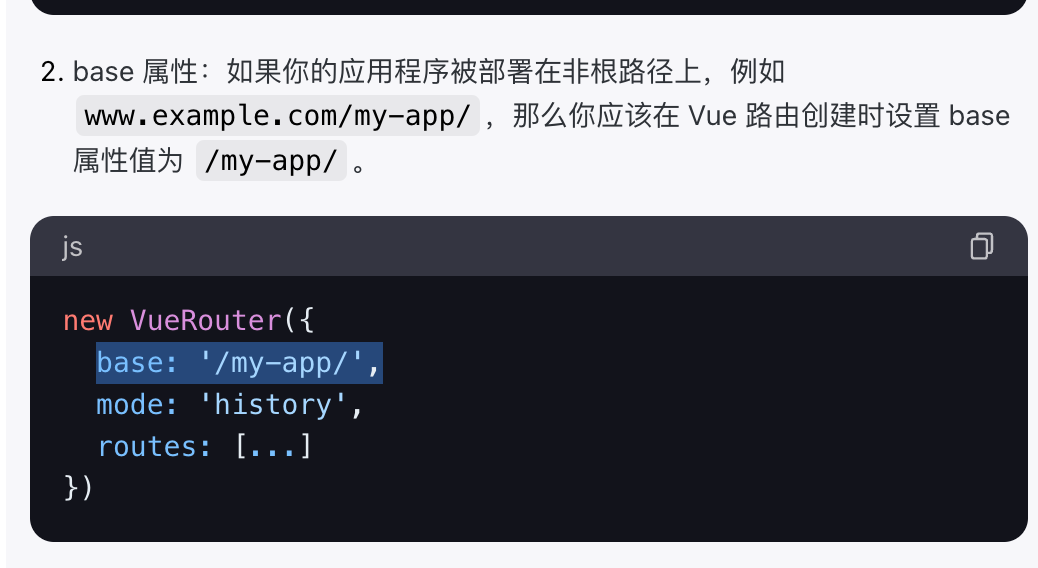 2. base 属性：如果你的应用程序被部署在非根路径上，例如
www.example.com/my-app/ ，那么你应该在 Vue 路由创建时设置 base
属性值为 /my-app/ 。
js
new VueRouter({
  base: '/my-app/',
  mode: 'history',
  routes: [...]
})